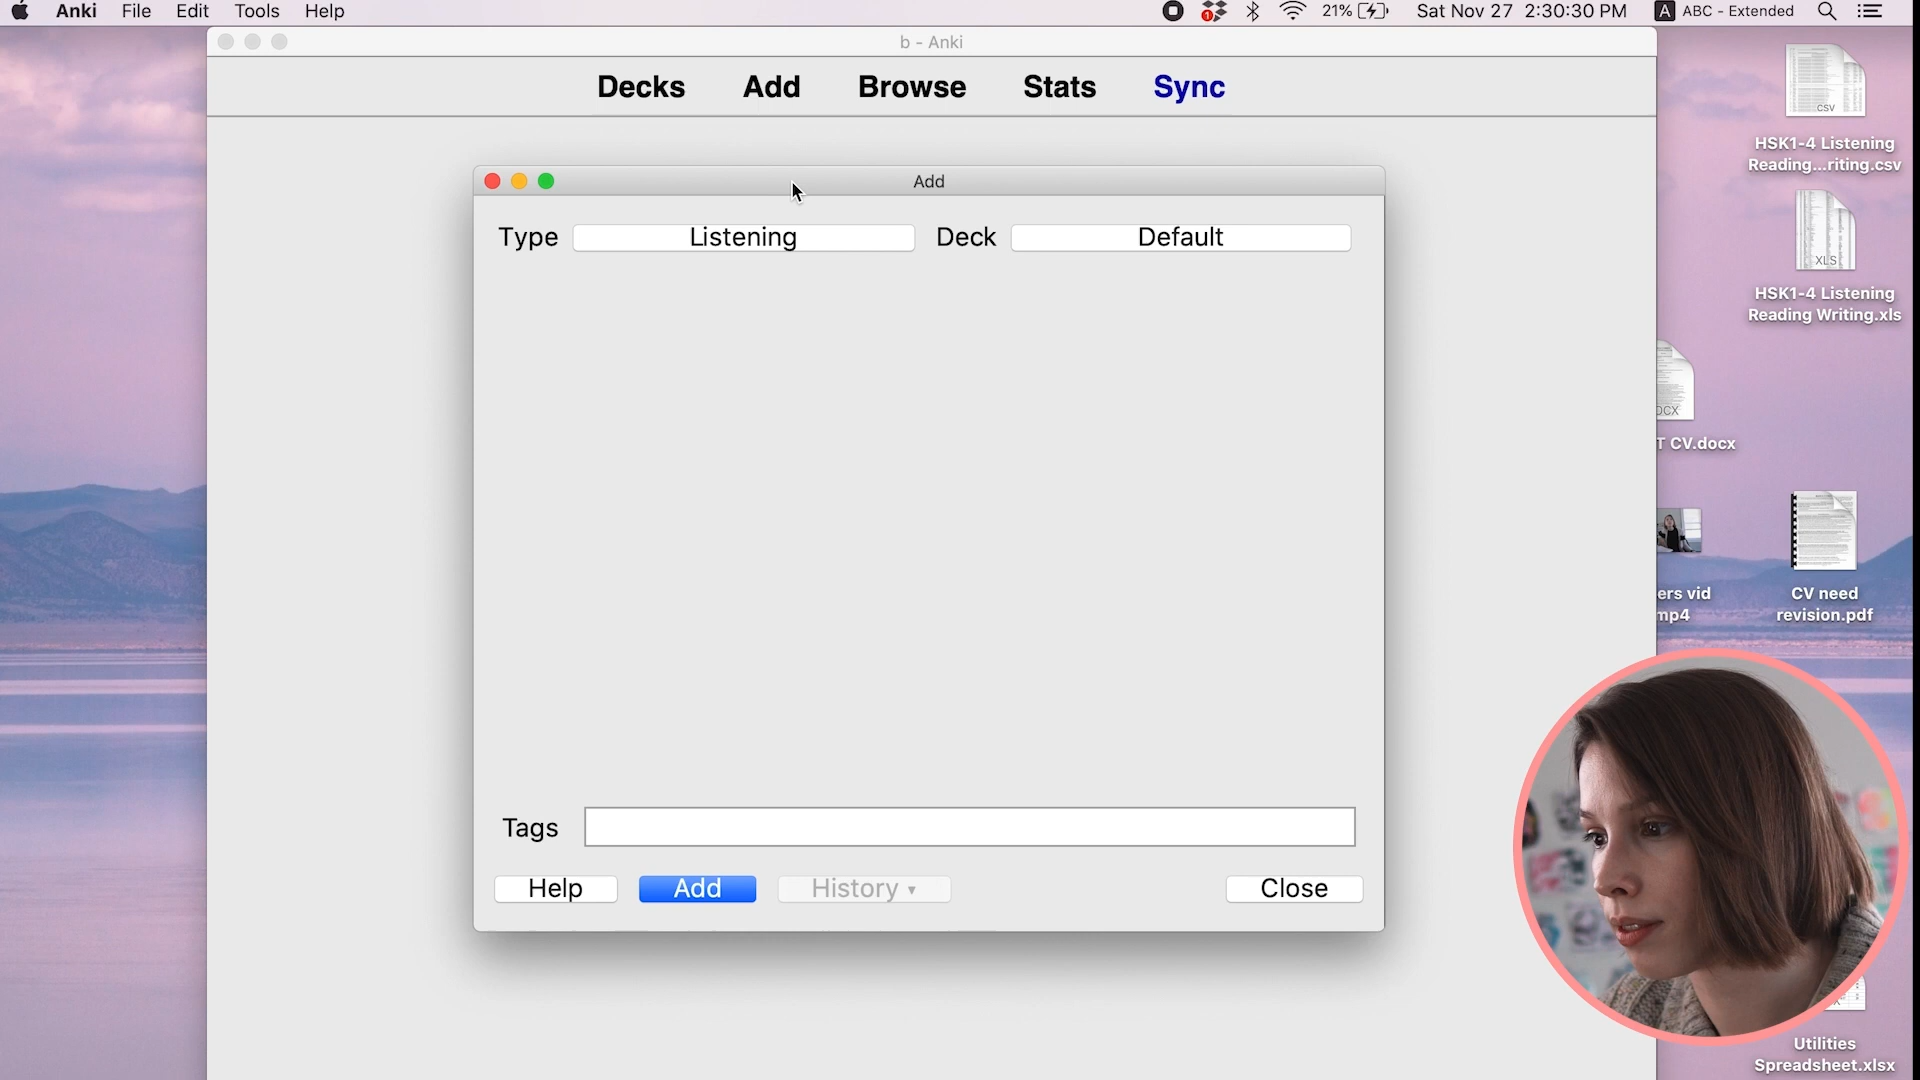 Anki File Edit Tools Help
1 21% Sat Nov 27 2:30:30 PM A ABC - Extended
b - Anki
Decks Add Browse Stats Sync
Add
Type Listening Deck Default
Tags
Help Add History ▾ Close
CSV
HSK1-4 Listening
Reading...riting.csv
XLS
HSK1-4 Listening
Reading Writing.xls
OCX
T CV.docx
ers vid
mp4
CV need
revision.pdf
Utilities
Spreadsheet.xlsx